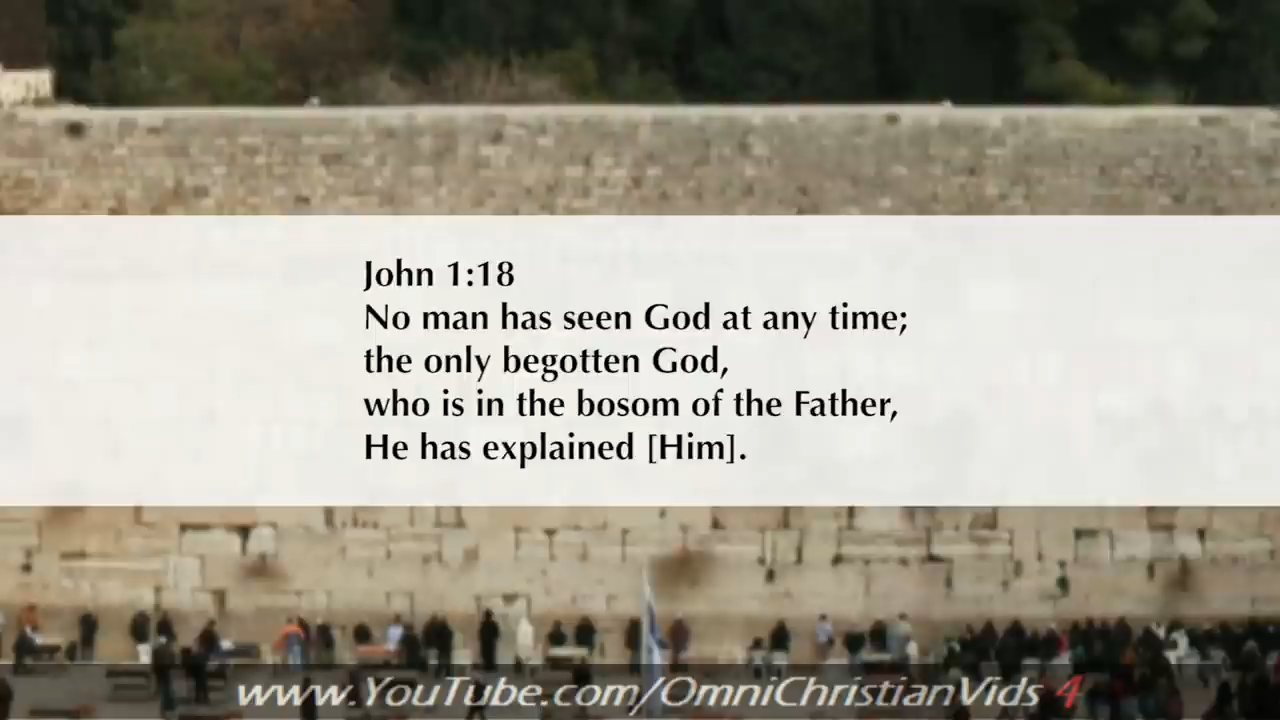 John 1:18
No man has seen God at any time;
the only begotten God,
who is in the bosom of the Father,
He has explained [Him].
www.YouTube.com/OmniChristianVids 4